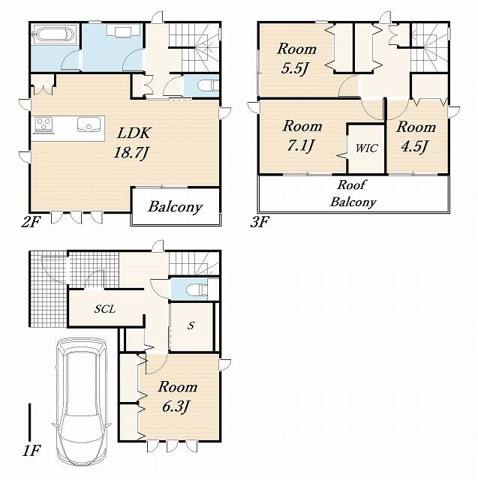 LDK
18.7J
Balcony
2F
Room
5.5J
Room
7.1J
WIC
Room
4.5J
Roof
Balcony
3F
SCL
S
Room
6.3J
1F